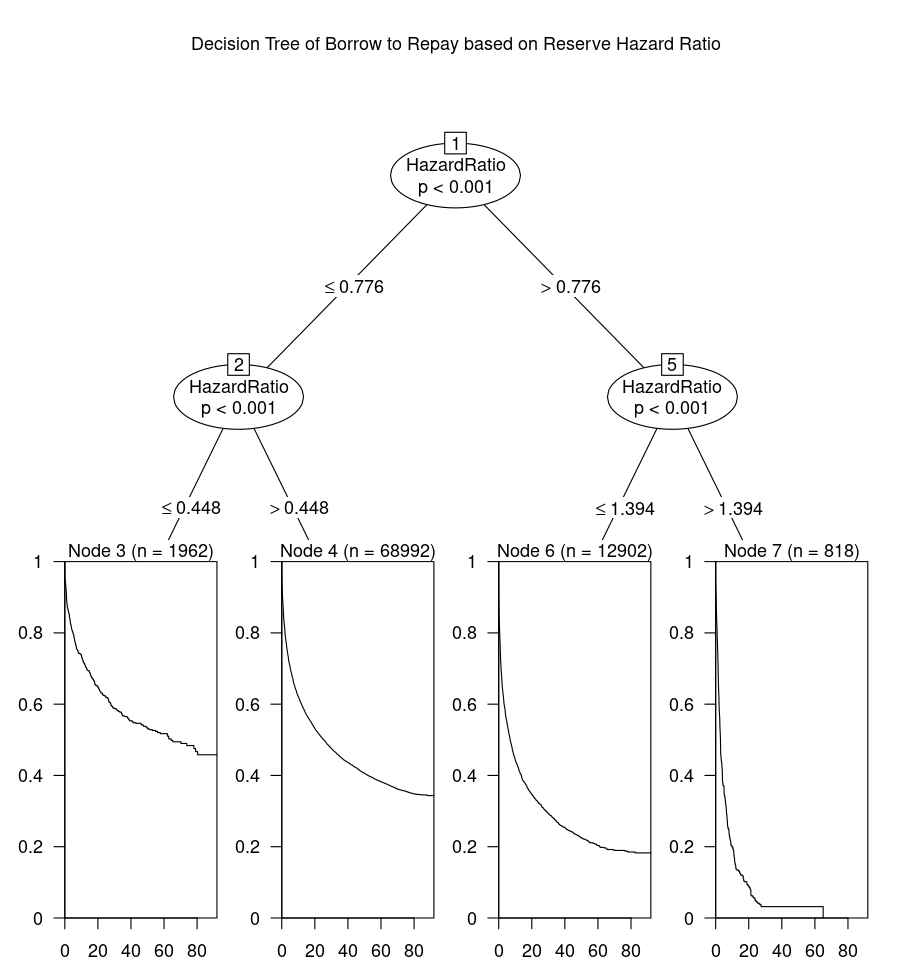 Decision Tree of Borrow to Repay based on Reserve Hazard Ratio
1
HazardRatio
p < 0.001
≤ 0.776
> 0.776
2
HazardRatio
p < 0.001
5
HazardRatio
p < 0.001
≤ 0.448
> 0.448
≤ 1.394
> 1.394
Node 3 (n = 1962)
1
0.8
0.6
0.4
0.2
0
0 20 40 60 80
Node 4 (n = 68992)
1
0.8
0.6
0.4
0.2
0
0 20 40 60 80
Node 6 (n = 12902)
1
0.8
0.6
0.4
0.2
0
0 20 40 60 80
Node 7 (n = 818)
1
0.8
0.6
0.4
0.2
0
0 20 40 60 80